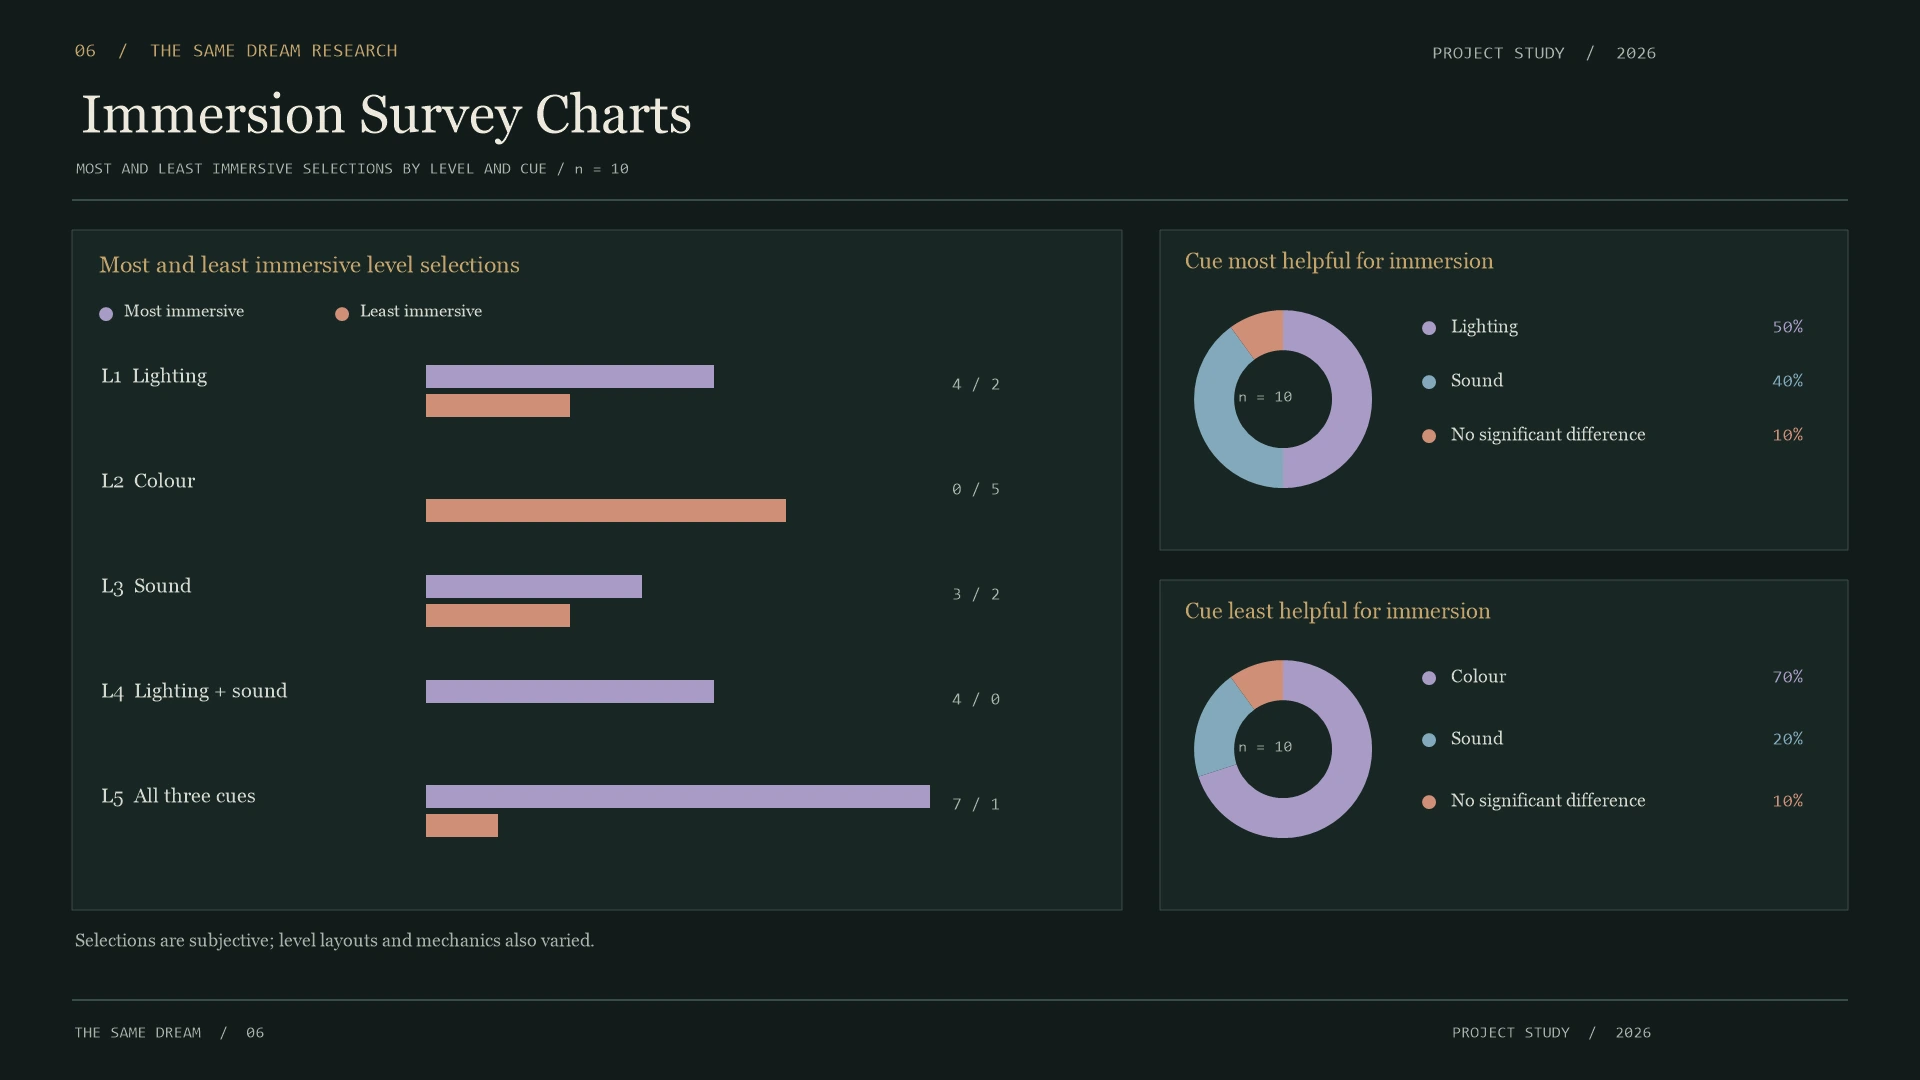 06 / THE SAME DREAM RESEARCH
PROJECT STUDY / 2026
Immersion Survey Charts
MOST AND LEAST IMMERSIVE SELECTIONS BY LEVEL AND CUE / n = 10
Most and least immersive level selections
Most immersive
Least immersive
L1 Lighting
4 / 2
L2 Colour
0 / 5
L3 Sound
3 / 2
L4 Lighting + sound
4 / 0
L5 All three cues
7 / 1
Cue most helpful for immersion
n = 10
Lighting 50%
Sound 40%
No significant difference 10%
Cue least helpful for immersion
n = 10
Colour 70%
Sound 20%
No significant difference 10%
Selections are subjective; level layouts and mechanics also varied.
THE SAME DREAM / 06
PROJECT STUDY / 2026